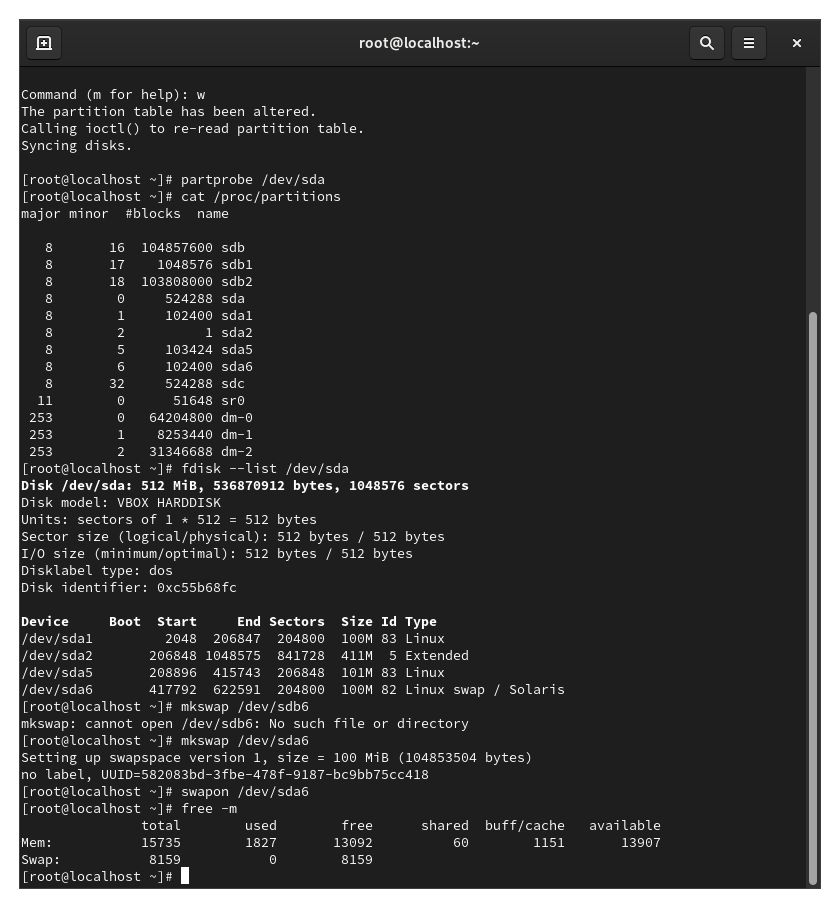 root@localhost:~
Command (m for help): w
The partition table has been altered.
Calling ioctl() to re-read partition table.
Syncing disks.

[root@localhost ~]# partprobe /dev/sda
[root@localhost ~]# cat /proc/partitions
major minor  #blocks  name

   8       16  104857600 sdb
   8       17    1048576 sdb1
   8       18  103808000 sdb2
   8        0     524288 sda
   8        1     102400 sda1
   8        2          1 sda2
   8        5     103424 sda5
   8        6     102400 sda6
   8       32     524288 sdc
  11        0      51648 sr0
 253        0   64204800 dm-0
 253        1    8253440 dm-1
 253        2   31346688 dm-2
[root@localhost ~]# fdisk --list /dev/sda
Disk /dev/sda: 512 MiB, 536870912 bytes, 1048576 sectors
Disk model: VBOX HARDDISK
Units: sectors of 1 * 512 = 512 bytes
Sector size (logical/physical): 512 bytes / 512 bytes
I/O size (minimum/optimal): 512 bytes / 512 bytes
Disklabel type: dos
Disk identifier: 0xc55b68fc

Device     Boot  Start     End Sectors  Size Id Type
/dev/sda1         2048  206847  204800  100M 83 Linux
/dev/sda2       206848 1048575  841728  411M  5 Extended
/dev/sda5       208896  415743  206848  101M 83 Linux
/dev/sda6       417792  622591  204800  100M 82 Linux swap / Solaris
[root@localhost ~]# mkswap /dev/sdb6
mkswap: cannot open /dev/sdb6: No such file or directory
[root@localhost ~]# mkswap /dev/sda6
Setting up swapspace version 1, size = 100 MiB (104853504 bytes)
no label, UUID=582083bd-3fbe-478f-9187-bc9bb75cc418
[root@localhost ~]# swapon /dev/sda6
[root@localhost ~]# free -m
               total        used        free      shared  buff/cache   available
Mem:           15735        1827       13092          60        1151       13907
Swap:           8159           0        8159
[root@localhost ~]#